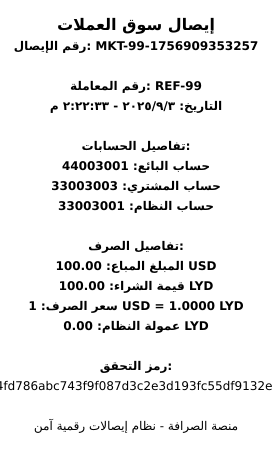 إيصال سوق العملات
رقم الإيصال: MKT-99-1756909353257
رقم المعاملة: REF-99
التاريخ: ٢٠٢٥/٩/٣ - ٢:٢٢:٣٣ م
تفاصيل الحسابات:
حساب البائع: 44003001
حساب المشتري: 33003003
حساب النظام: 33003001
تفاصيل الصرف:
المبلغ المباع: 100.00 USD
قيمة الشراء: 100.00 LYD
سعر الصرف: 1 USD = 1.0000 LYD
عمولة النظام: 0.00 LYD
رمز التحقق:
4fd786abc743f9f087d3c2e3d193fc55df9132e
منصة الصرافة - نظام إيصالات رقمية آمن